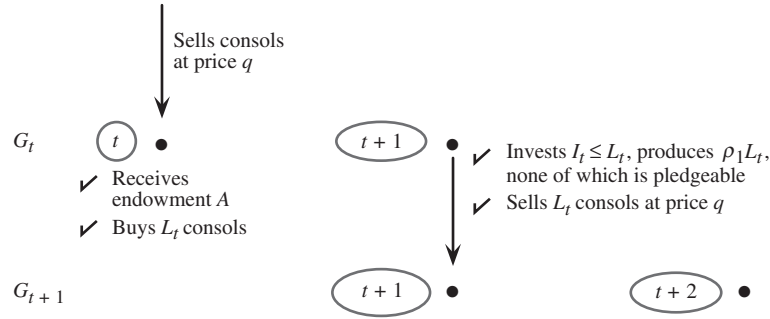 Sells consols
at price q
G_t
t
t + 1
Invests I_t ≤ L_t, produces ρ_1L_t,
none of which is pledgeable
Receives
endowment A
Sells L_t consols at price q
Buys L_t consols
G_{t + 1}
t + 1
t + 2